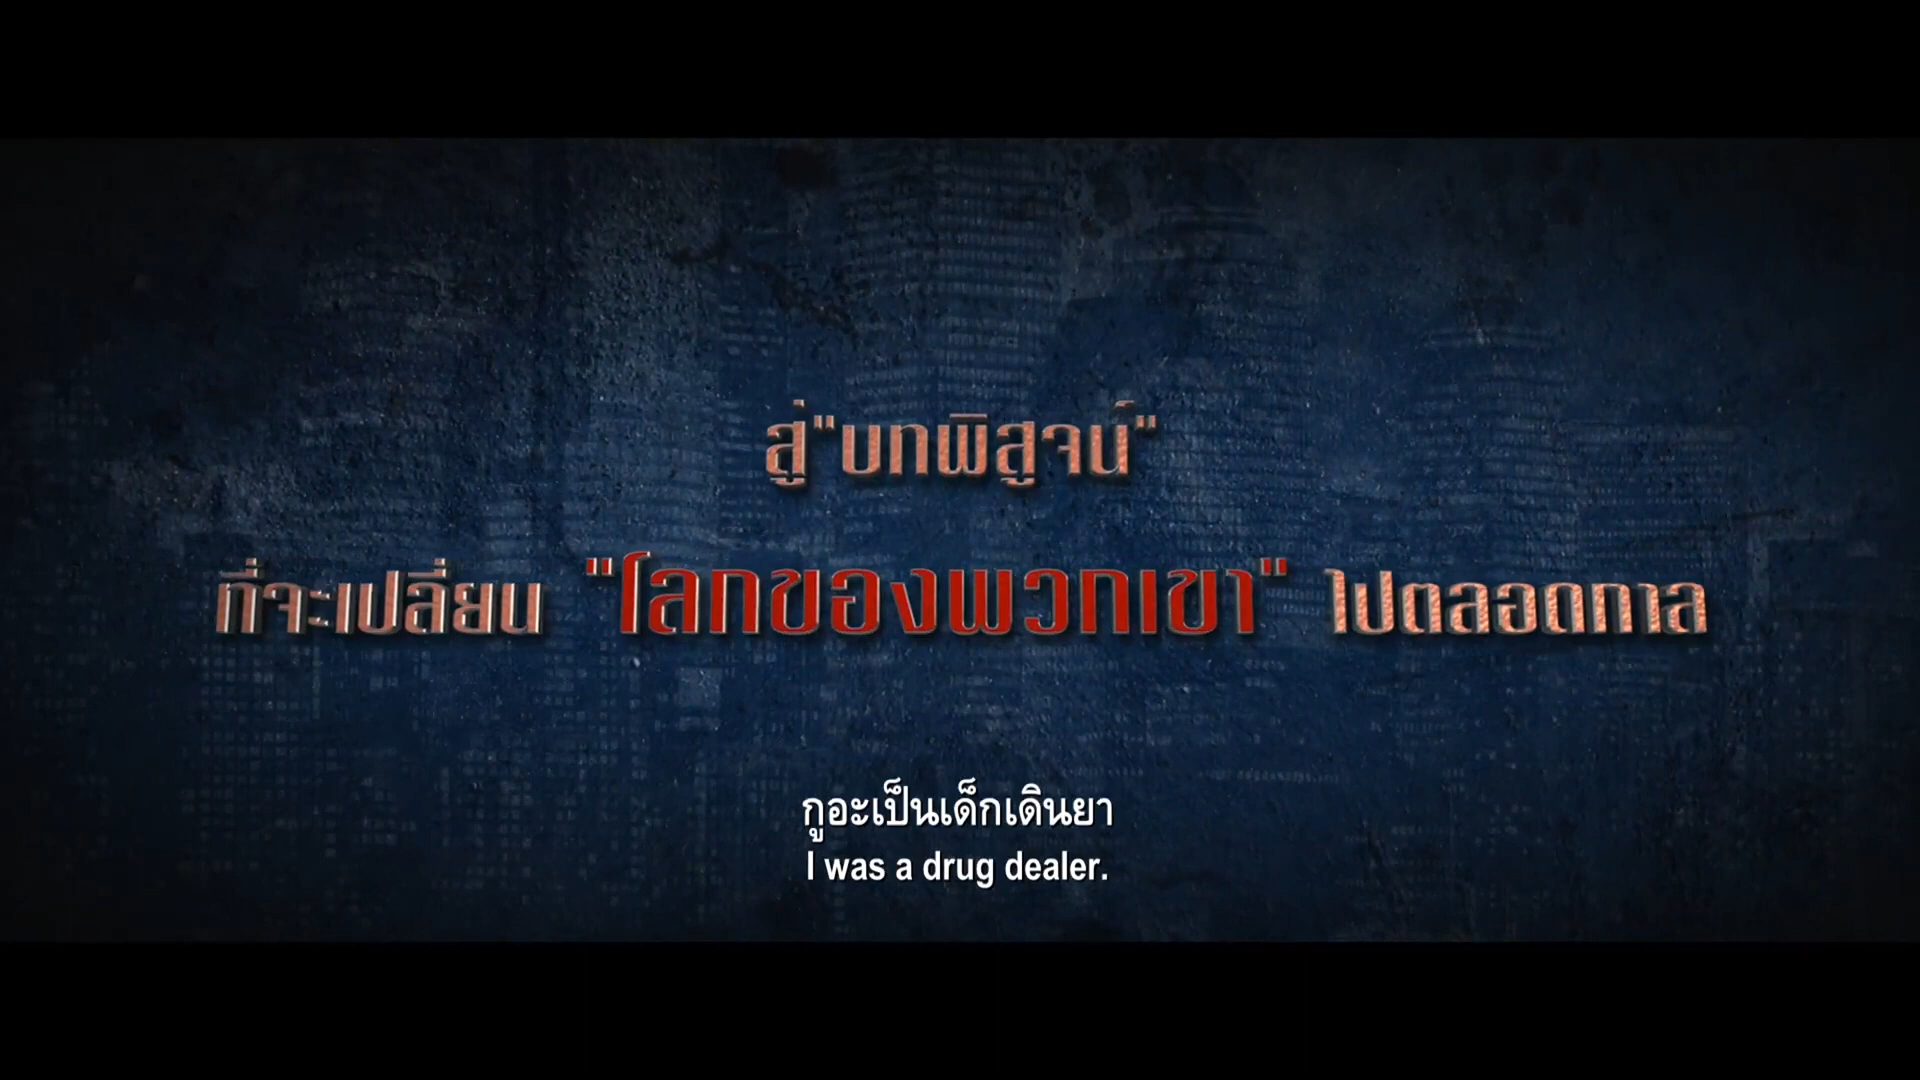 สู่"บทพิสูจน์"
ที่จะเปลี่ยน "โลกของพวกเขา" ไปตลอดกาล
กูอะเป็นเด็กเดินยา
I was a drug dealer.